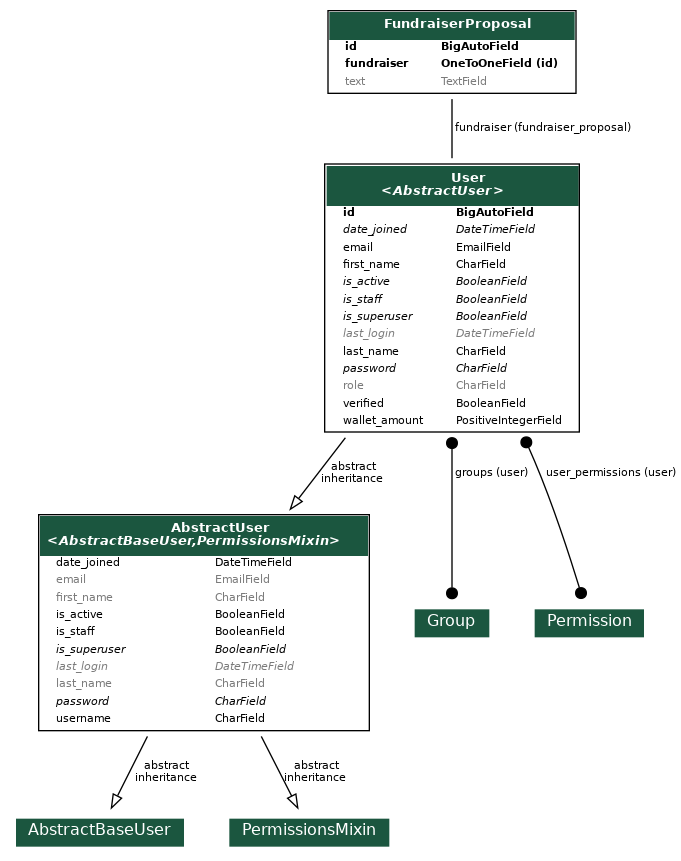 FundraiserProposal
id BigAutoField
fundraiser OneToOneField (id)
text TextField
fundraiser (fundraiser_proposal)
User
<AbstractUser>
id BigAutoField
date_joined DateTimeField
email EmailField
first_name CharField
is_active BooleanField
is_staff BooleanField
is_superuser BooleanField
last_login DateTimeField
last_name CharField
password CharField
role CharField
verified BooleanField
wallet_amount PositiveIntegerField
abstract
inheritance
groups (user)
user_permissions (user)
AbstractUser
<AbstractBaseUser,PermissionsMixin>
date_joined DateTimeField
email EmailField
first_name CharField
is_active BooleanField
is_staff BooleanField
is_superuser BooleanField
last_login DateTimeField
last_name CharField
password CharField
username CharField
Group
Permission
abstract
inheritance
abstract
inheritance
AbstractBaseUser
PermissionsMixin